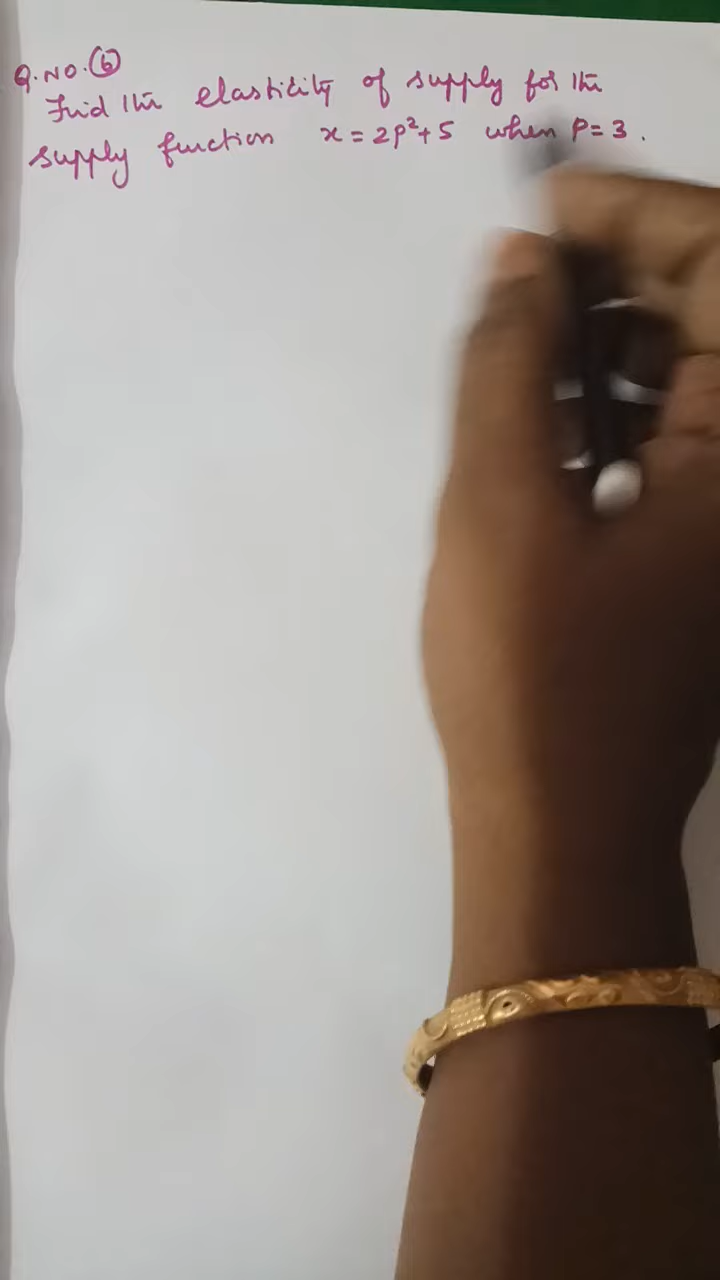 Q.NO.⑥
Find the elasticity of supply for the
supply function x = 2p²+5 when p=3.